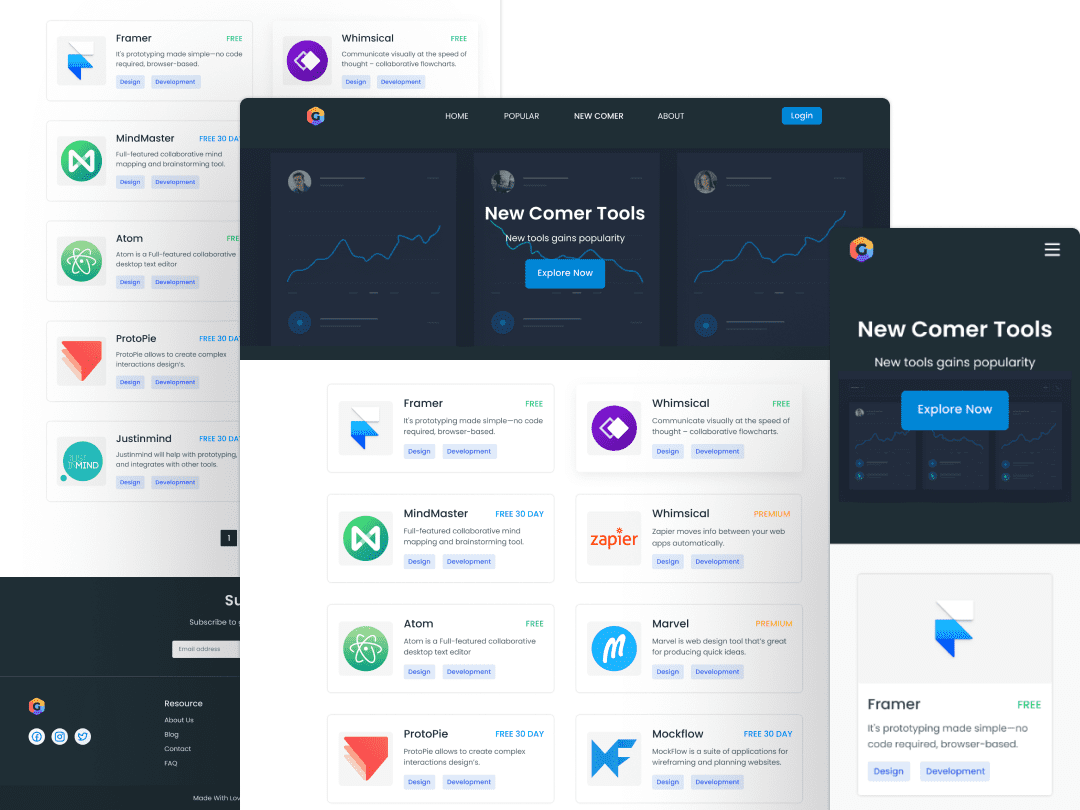 Framer FREE
It's prototyping made simple—no code
required, browser-based.
Design Development
Whimsical FREE
Communicate visually at the speed of
thought – collaborative flowcharts.
Design Development
MindMaster FREE 30 DA
Full-featured collaborative mind
mapping and brainstorming tool.
Design Development
Atom FRE
Atom is a Full-featured collaborative
desktop text editor
Design Development
ProtoPie FREE 30 DA
ProtoPie allows to create complex
interactions design's.
Design Development
JUST
INMIND
Justinmind FREE 30 DA
Justinmind will help with prototyping,
and integrates with other tools.
Design Development
1
Su
Subscribe to g
Email address
Resource
About Us
Blog
Contact
FAQ
Made With Lov
G
HOME POPULAR NEW COMER ABOUT Login
New Comer Tools
New tools gains popularity
Explore Now
Framer FREE
It's prototyping made simple—no code
required, browser-based.
Design Development
Whimsical FREE
Communicate visually at the speed of
thought – collaborative flowcharts.
Design Development
MindMaster FREE 30 DAY
Full-featured collaborative mind
mapping and brainstorming tool.
Design Development
zapier
Whimsical PREMIUM
Zapier moves info between your web
apps automatically.
Design Development
Atom FREE
Atom is a Full-featured collaborative
desktop text editor
Design Development
Marvel PREMIUM
Marvel is web design tool that's great
for producing quick ideas.
Design Development
ProtoPie FREE 30 DAY
ProtoPie allows to create complex
interactions design's.
Design Development
Mockflow FREE 30 DAY
MockFlow is a suite of applications for
wireframing and planning websites.
Design Development
G
New Comer Tools
New tools gains popularity
Explore Now
Framer FREE
It's prototyping made simple—no
code required, browser-based.
Design Development